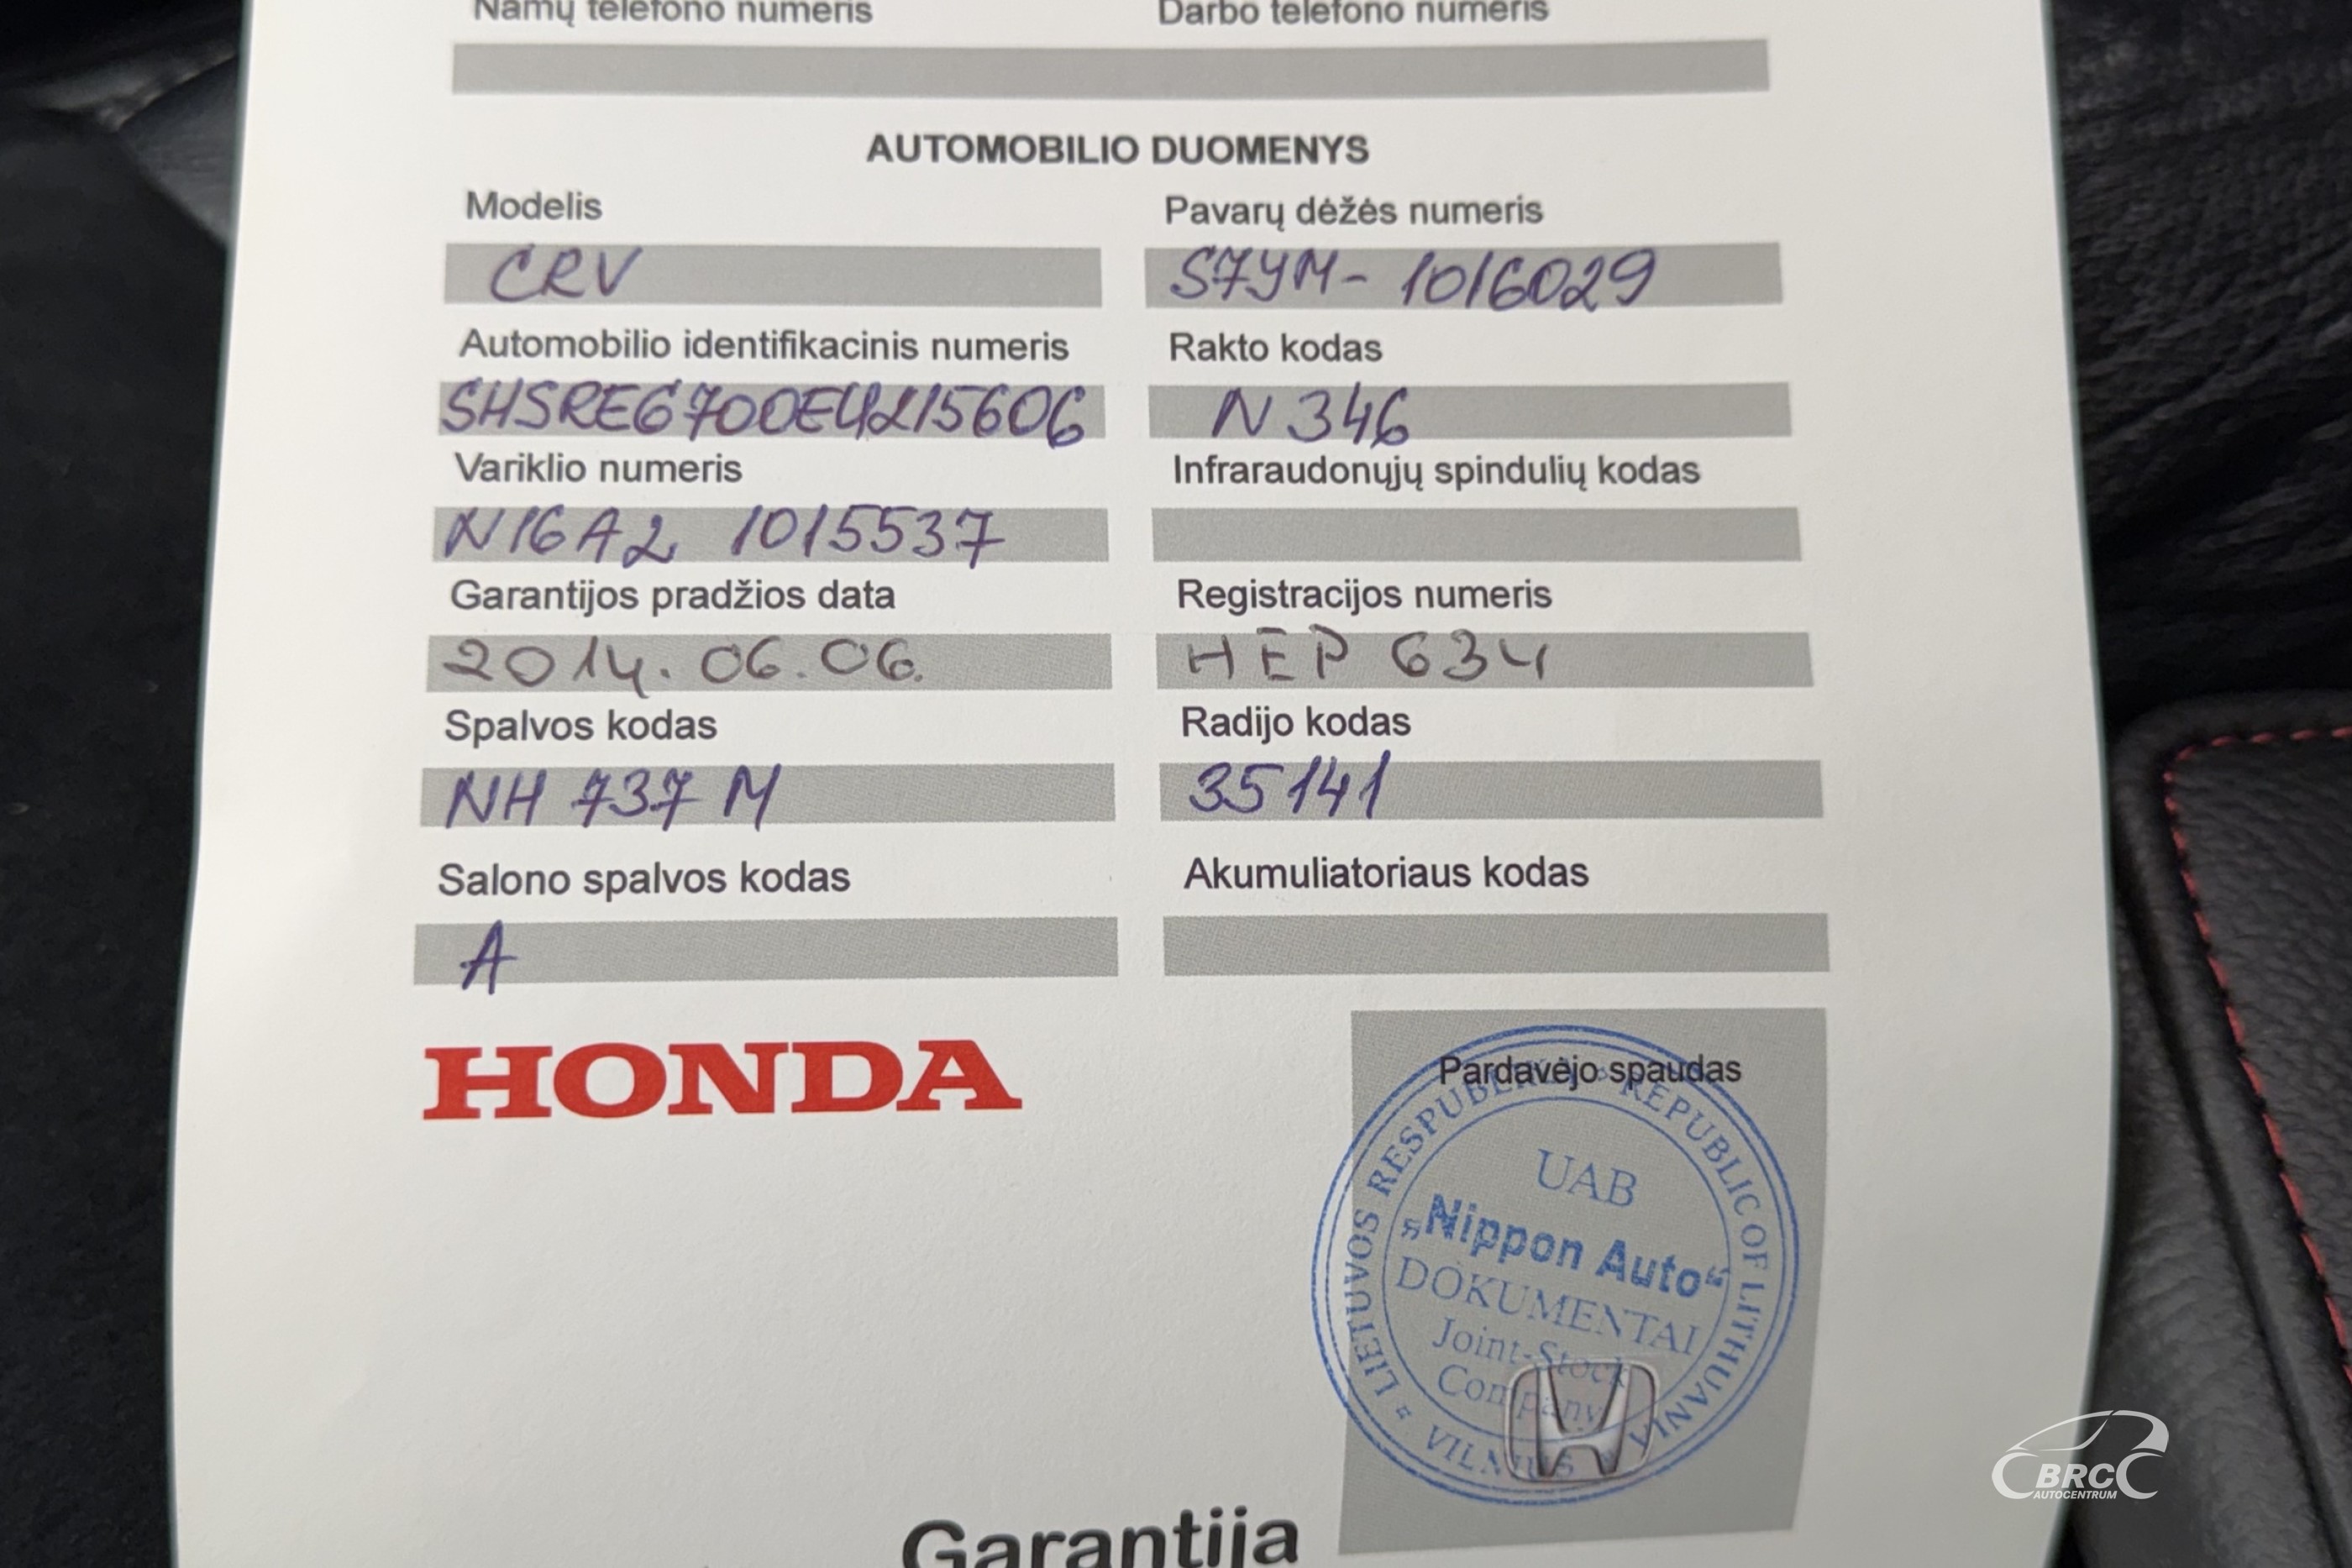 Namų telefono numeris Darbo telefono numeris
AUTOMOBILIO DUOMENYS
Modelis Pavarų dėžės numeris
CRV S7YM- 1016029
Automobilio identifikacinis numeris Rakto kodas
SHSRE6700EU215606 N 346
Variklio numeris Infraraudonųjų spindulių kodas
N16A2 1015537
Garantijos pradžios data Registracijos numeris
2014.06.06. HEP 634
Spalvos kodas Radijo kodas
NH 737 M 35141
Salono spalvos kodas Akumuliatoriaus kodas
A
HONDA
Pardavėjo spaudas
LIETUVOS RESPUBLIKA REPUBLIC OF LITHUANIA
UAB
„Nippon Auto“
DOKUMENTAI
Joint-Stock
Company
VILNIUS
BRC
AUTOCENTRUM
Garantija